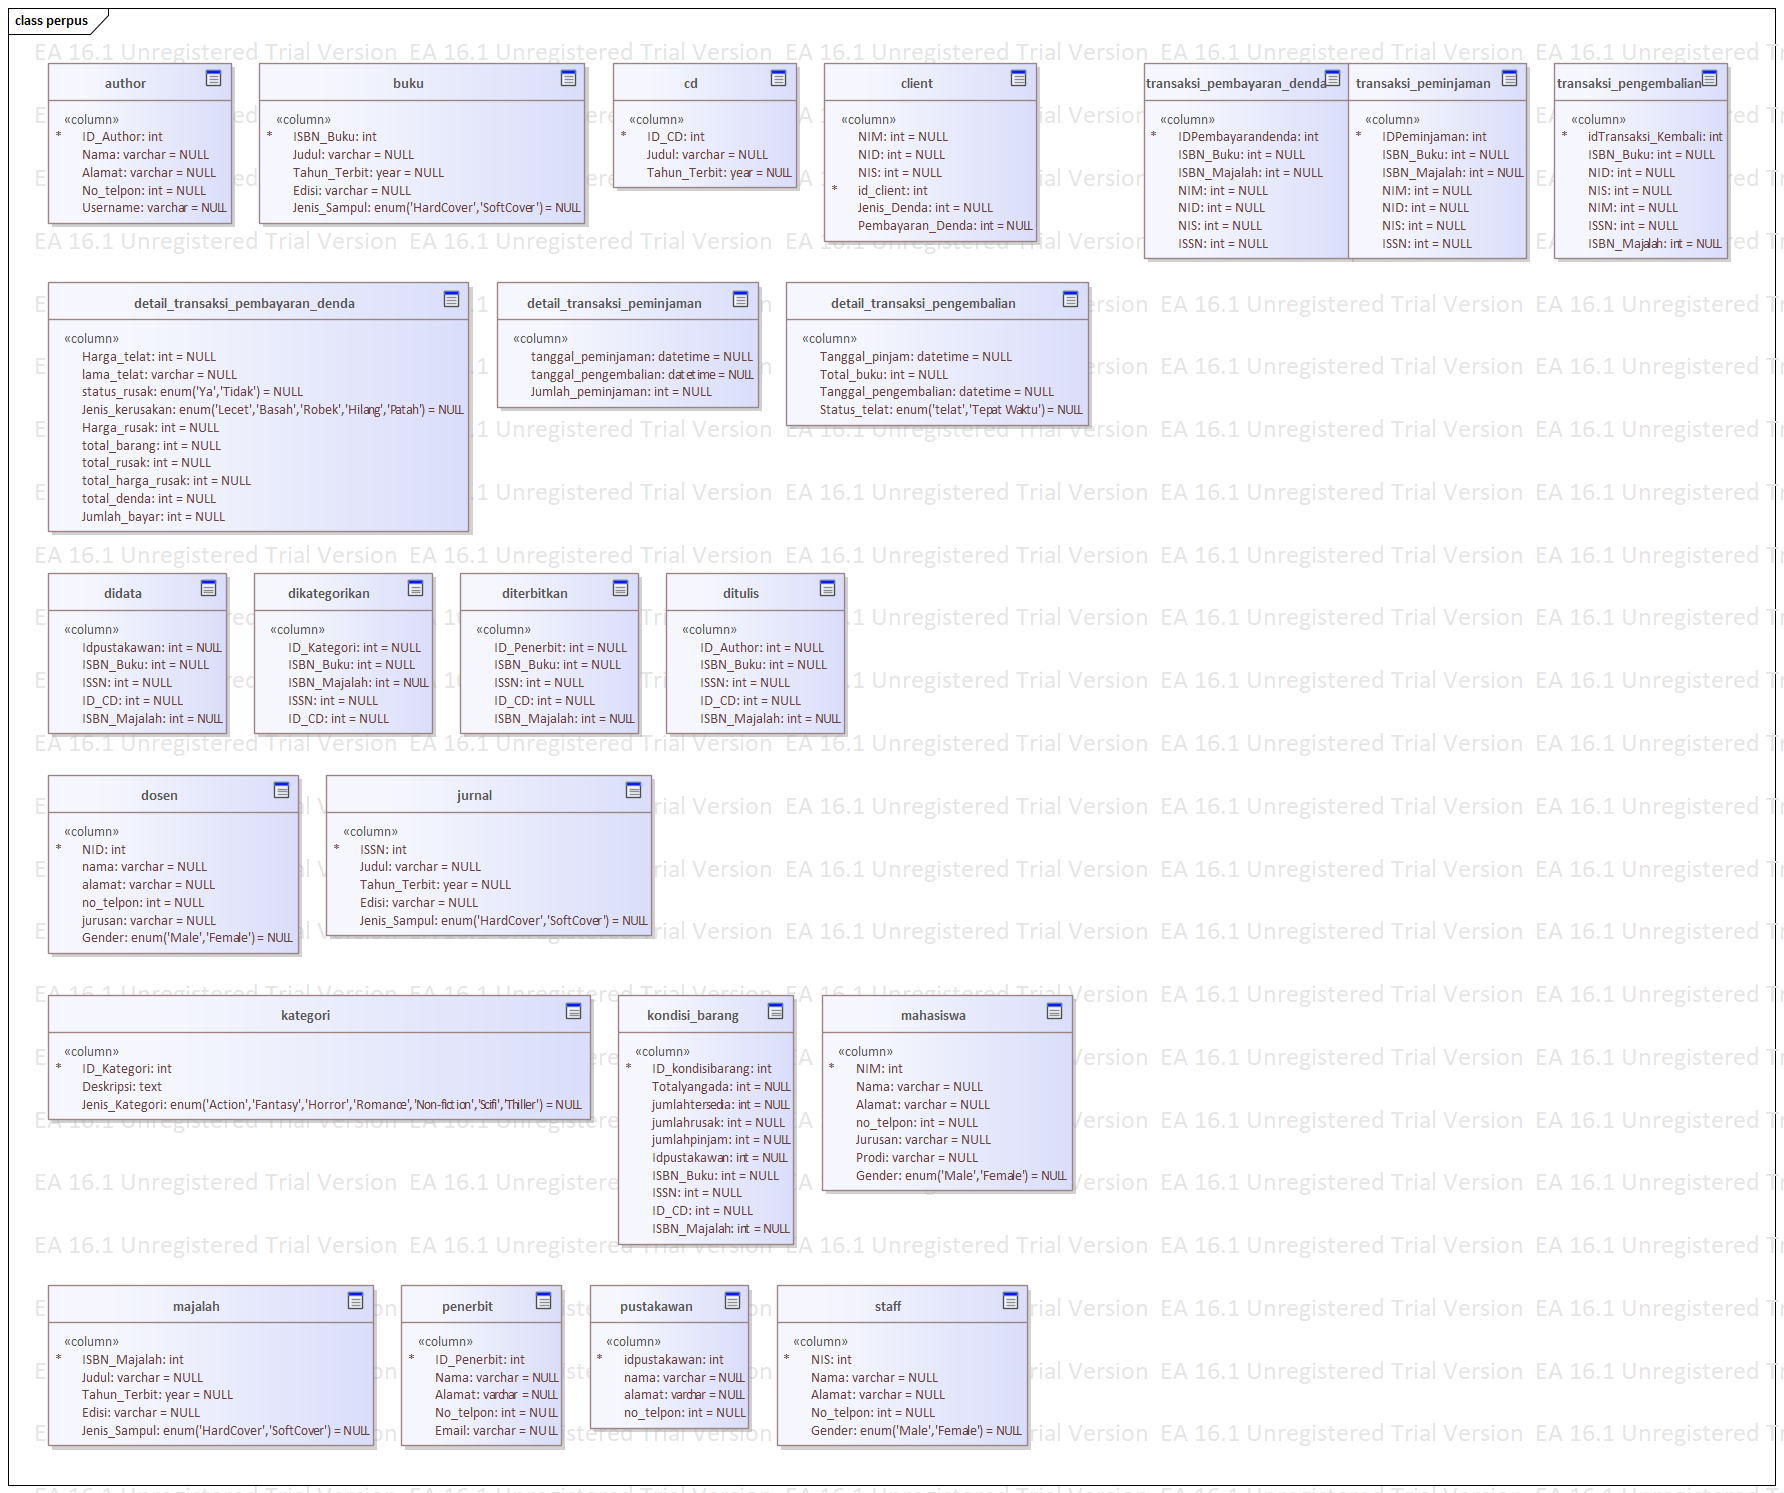 class perpus
EA 16.1 Unregistered Trial Version
author
«column»
* ID_Author: int
Nama: varchar = NULL
Alamat: varchar = NULL
No_telpon: int = NULL
Username: varchar = NULL
buku
«column»
* ISBN_Buku: int
Judul: varchar = NULL
Tahun_Terbit: year = NULL
Edisi: varchar = NULL
Jenis_Sampul: enum('HardCover','SoftCover') = NULL
cd
«column»
* ID_CD: int
Judul: varchar = NULL
Tahun_Terbit: year = NULL
client
«column»
NIM: int = NULL
NID: int = NULL
NIS: int = NULL
* id_client: int
Jenis_Denda: int = NULL
Pembayaran_Denda: int = NULL
transaksi_pembayaran_denda
«column»
* IDPembayarandenda: int
ISBN_Buku: int = NULL
ISBN_Majalah: int = NULL
NIM: int = NULL
NID: int = NULL
NIS: int = NULL
ISSN: int = NULL
transaksi_peminjaman
«column»
* IDPeminjaman: int
ISBN_Buku: int = NULL
ISBN_Majalah: int = NULL
NIM: int = NULL
NID: int = NULL
NIS: int = NULL
ISSN: int = NULL
transaksi_pengembalian
«column»
* idTransaksi_Kembali: int
ISBN_Buku: int = NULL
NID: int = NULL
NIS: int = NULL
NIM: int = NULL
ISSN: int = NULL
ISBN_Majalah: int = NULL
detail_transaksi_pembayaran_denda
«column»
Harga_telat: int = NULL
lama_telat: varchar = NULL
status_rusak: enum('Ya','Tidak') = NULL
Jenis_kerusakan: enum('Lecet','Basah','Robek','Hilang','Patah') = NULL
Harga_rusak: int = NULL
total_barang: int = NULL
total_rusak: int = NULL
total_harga_rusak: int = NULL
total_denda: int = NULL
Jumlah_bayar: int = NULL
detail_transaksi_peminjaman
«column»
tanggal_peminjaman: datetime = NULL
tanggal_pengembalian: datetime = NULL
Jumlah_peminjaman: int = NULL
detail_transaksi_pengembalian
«column»
Tanggal_pinjam: datetime = NULL
Total_buku: int = NULL
Tanggal_pengembalian: datetime = NULL
Status_telat: enum('telat','Tepat Waktu') = NULL
didata
«column»
Idpustakawan: int = NULL
ISBN_Buku: int = NULL
ISSN: int = NULL
ID_CD: int = NULL
ISBN_Majalah: int = NULL
dikategorikan
«column»
ID_Kategori: int = NULL
ISBN_Buku: int = NULL
ISBN_Majalah: int = NULL
ISSN: int = NULL
ID_CD: int = NULL
diterbitkan
«column»
ID_Penerbit: int = NULL
ISBN_Buku: int = NULL
ISSN: int = NULL
ID_CD: int = NULL
ISBN_Majalah: int = NULL
ditulis
«column»
ID_Author: int = NULL
ISBN_Buku: int = NULL
ISSN: int = NULL
ID_CD: int = NULL
ISBN_Majalah: int = NULL
dosen
«column»
* NID: int
nama: varchar = NULL
alamat: varchar = NULL
no_telpon: int = NULL
jurusan: varchar = NULL
Gender: enum('Male','Female') = NULL
jurnal
«column»
* ISSN: int
Judul: varchar = NULL
Tahun_Terbit: year = NULL
Edisi: varchar = NULL
Jenis_Sampul: enum('HardCover','SoftCover') = NULL
kategori
«column»
* ID_Kategori: int
Deskripsi: text
Jenis_Kategori: enum('Action','Fantasy','Horror','Romance','Non-fiction','Scifi','Thiller') = NULL
kondisi_barang
«column»
* ID_kondisibarang: int
Totalyangada: int = NULL
jumlahtersedia: int = NULL
jumlahrusak: int = NULL
jumlahpinjam: int = NULL
Idpustakawan: int = NULL
ISBN_Buku: int = NULL
ISSN: int = NULL
ID_CD: int = NULL
ISBN_Majalah: int = NULL
mahasiswa
«column»
* NIM: int
Nama: varchar = NULL
Alamat: varchar = NULL
no_telpon: int = NULL
Jurusan: varchar = NULL
Prodi: varchar = NULL
Gender: enum('Male','Female') = NULL
majalah
«column»
* ISBN_Majalah: int
Judul: varchar = NULL
Tahun_Terbit: year = NULL
Edisi: varchar = NULL
Jenis_Sampul: enum('HardCover','SoftCover') = NULL
penerbit
«column»
* ID_Penerbit: int
Nama: varchar = NULL
Alamat: varchar = NULL
No_telpon: int = NULL
Email: varchar = NULL
pustakawan
«column»
* idpustakawan: int
nama: varchar = NULL
alamat: varchar = NULL
no_telpon: int = NULL
staff
«column»
* NIS: int
Nama: varchar = NULL
Alamat: varchar = NULL
No_telpon: int = NULL
Gender: enum('Male','Female') = NULL